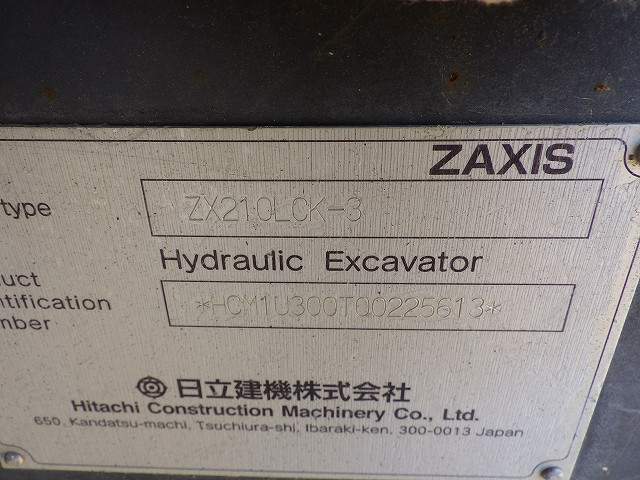 ZAXIS
type
ZX210LCK-3
Hydraulic Excavator
uct
ntification
mber
*HCM1U300T00225613*
日立建機株式会社
Hitachi Construction Machinery Co., Ltd.
650, Kandatsu-machi, Tsuchiura-shi, Ibaraki-ken, 300-0013 Japan